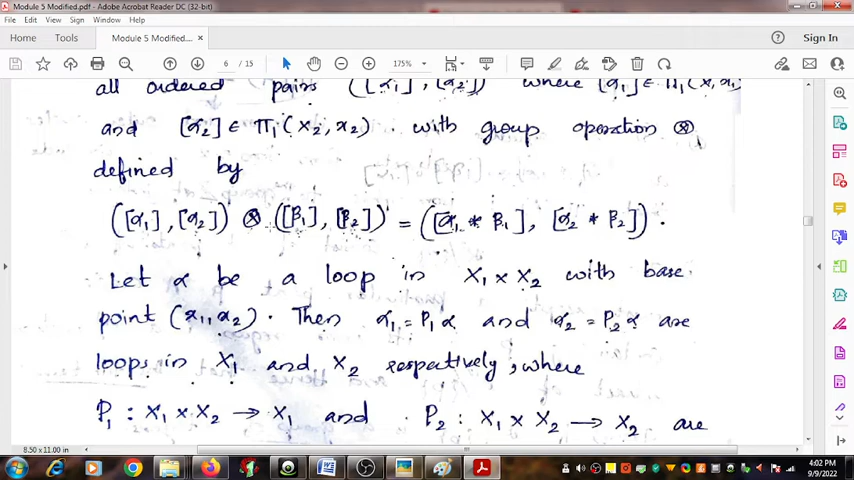 Module 5 Modified.pdf - Adobe Acrobat Reader DC (32-bit)
File Edit View Sign Window Help
Home Tools Module 5 Modified... × Sign In
6 / 15 175%
all ordered pairs ([α₁], [α₂]) where [α₁] ∈ π₁(X₁, x₁)
and [α₂] ∈ π₁(X₂, x₂). with group operation ⊗
defined by
([α₁], [α₂]) ⊗ ([β₁], [β₂]) = ([α₁ * β₁], [α₂ * β₂]).
Let α be a loop in X₁ × X₂ with base
point (x₁, x₂). Then α₁ = P₁α and α₂ = P₂α are
loops in X₁ and X₂ respectively, where
P₁ : X₁ × X₂ → X₁ and P₂ : X₁ × X₂ → X₂ are
8.50 x 11.00 in
4:02 PM
9/9/2022